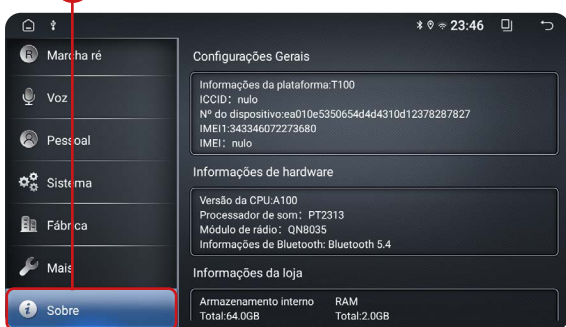 23:46
Marcha ré
Voz
Pessoal
Sistema
Fábrica
Mais
Sobre
Configurações Gerais
Informações da plataforma:T100
ICCID: nulo
Nº do dispositivo:ea010e5350654d4d4310d12378287827
IMEI1:343346072273680
IMEI: nulo
Informações de hardware
Versão da CPU:A100
Processador de som: PT2313
Módulo de rádio: QN8035
Informações de Bluetooth: Bluetooth 5.4
Informações da loja
Armazenamento interno RAM
Total:64.0GB Total:2.0GB